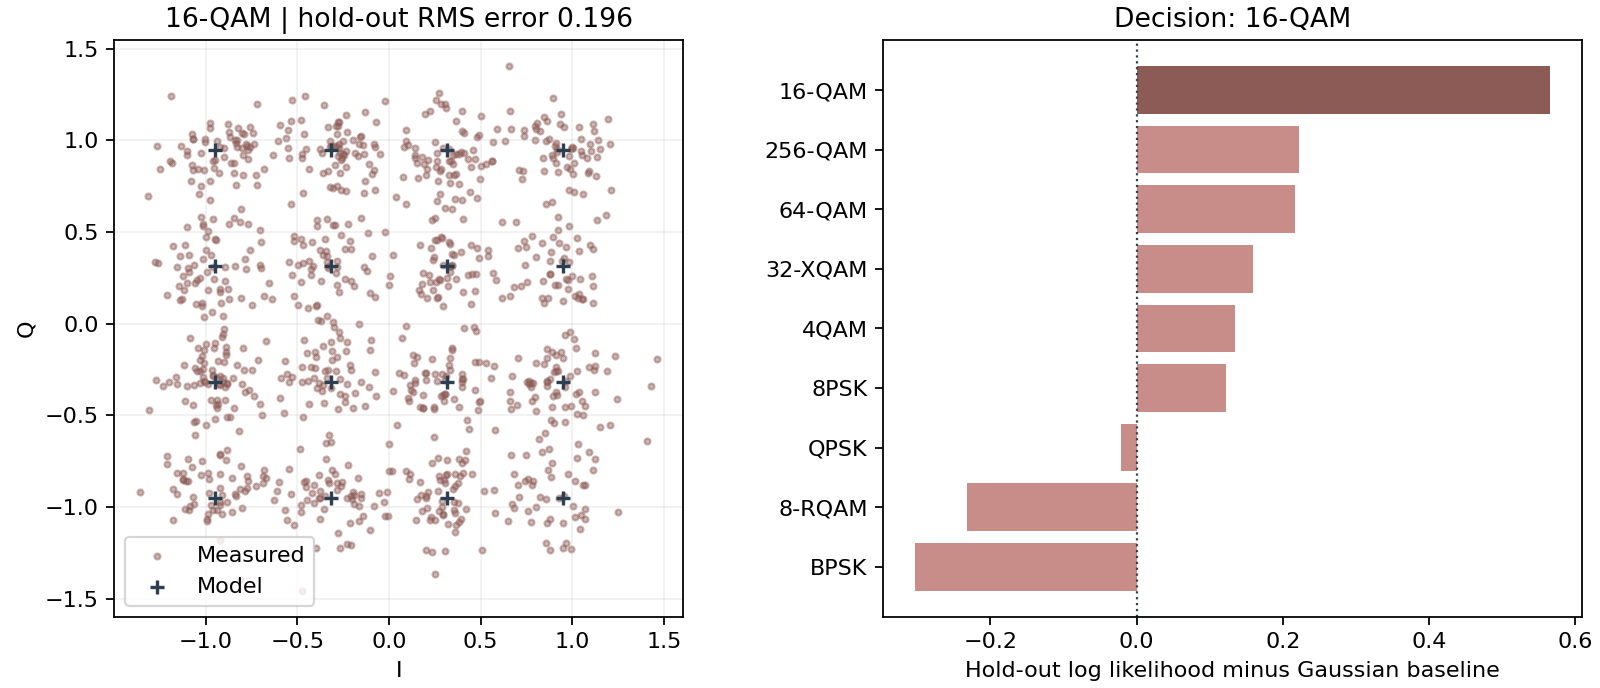 16-QAM | hold-out RMS error 0.196
1.5
1.0
0.5
0.0
−0.5
−1.0
−1.5
Q
Measured
Model
−1.0
−0.5
0.0
0.5
1.0
1.5
I
Decision: 16-QAM
16-QAM
256-QAM
64-QAM
32-XQAM
4QAM
8PSK
QPSK
8-RQAM
BPSK
−0.2
0.0
0.2
0.4
0.6
Hold-out log likelihood minus Gaussian baseline